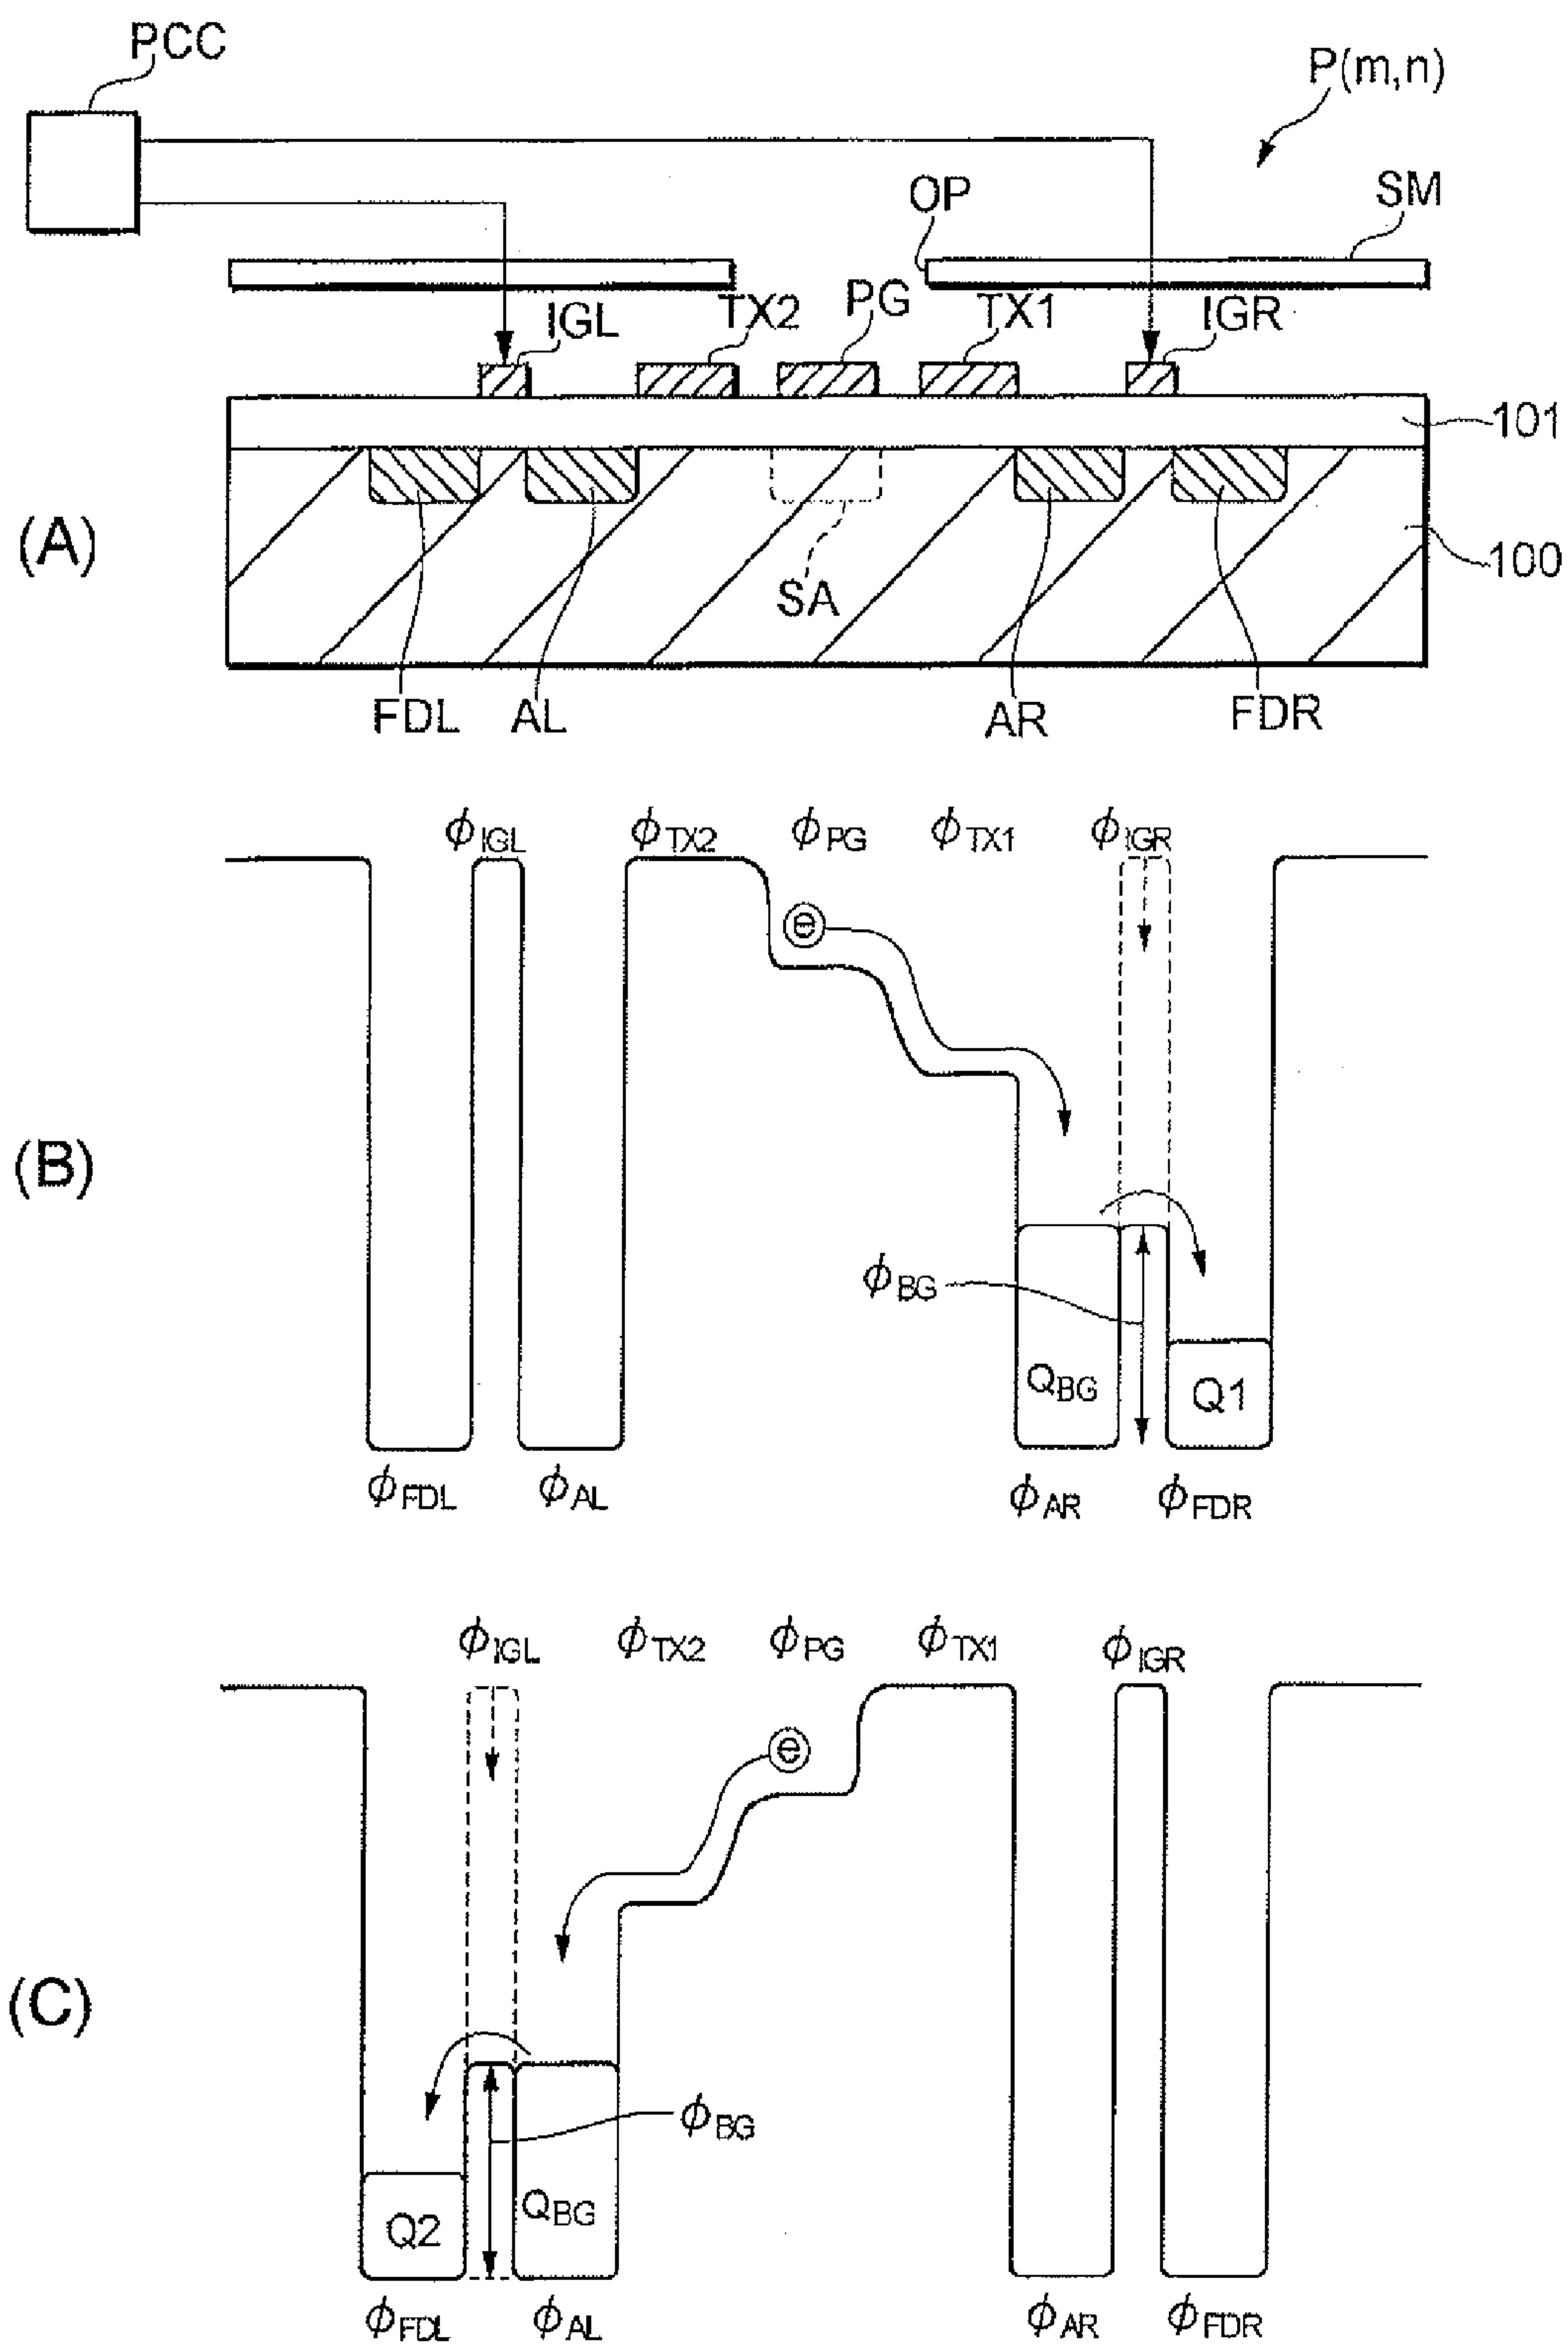 PCC
P(m,n)
OP
SM
IGL
TX2
PG
TX1
IGR
101
(A)
SA
100
FDL
AL
AR
FDR
ϕIGL
ϕTX2
ϕPG
ϕTX1
ϕIGR
e
(B)
ϕBG
QBG
Q1
ϕFDL
ϕAL
ϕAR
ϕFDR
ϕIGL
ϕTX2
ϕPG
ϕTX1
ϕIGR
e
(C)
ϕBG
Q2
QBG
ϕFDL
ϕAL
ϕAR
ϕFDR